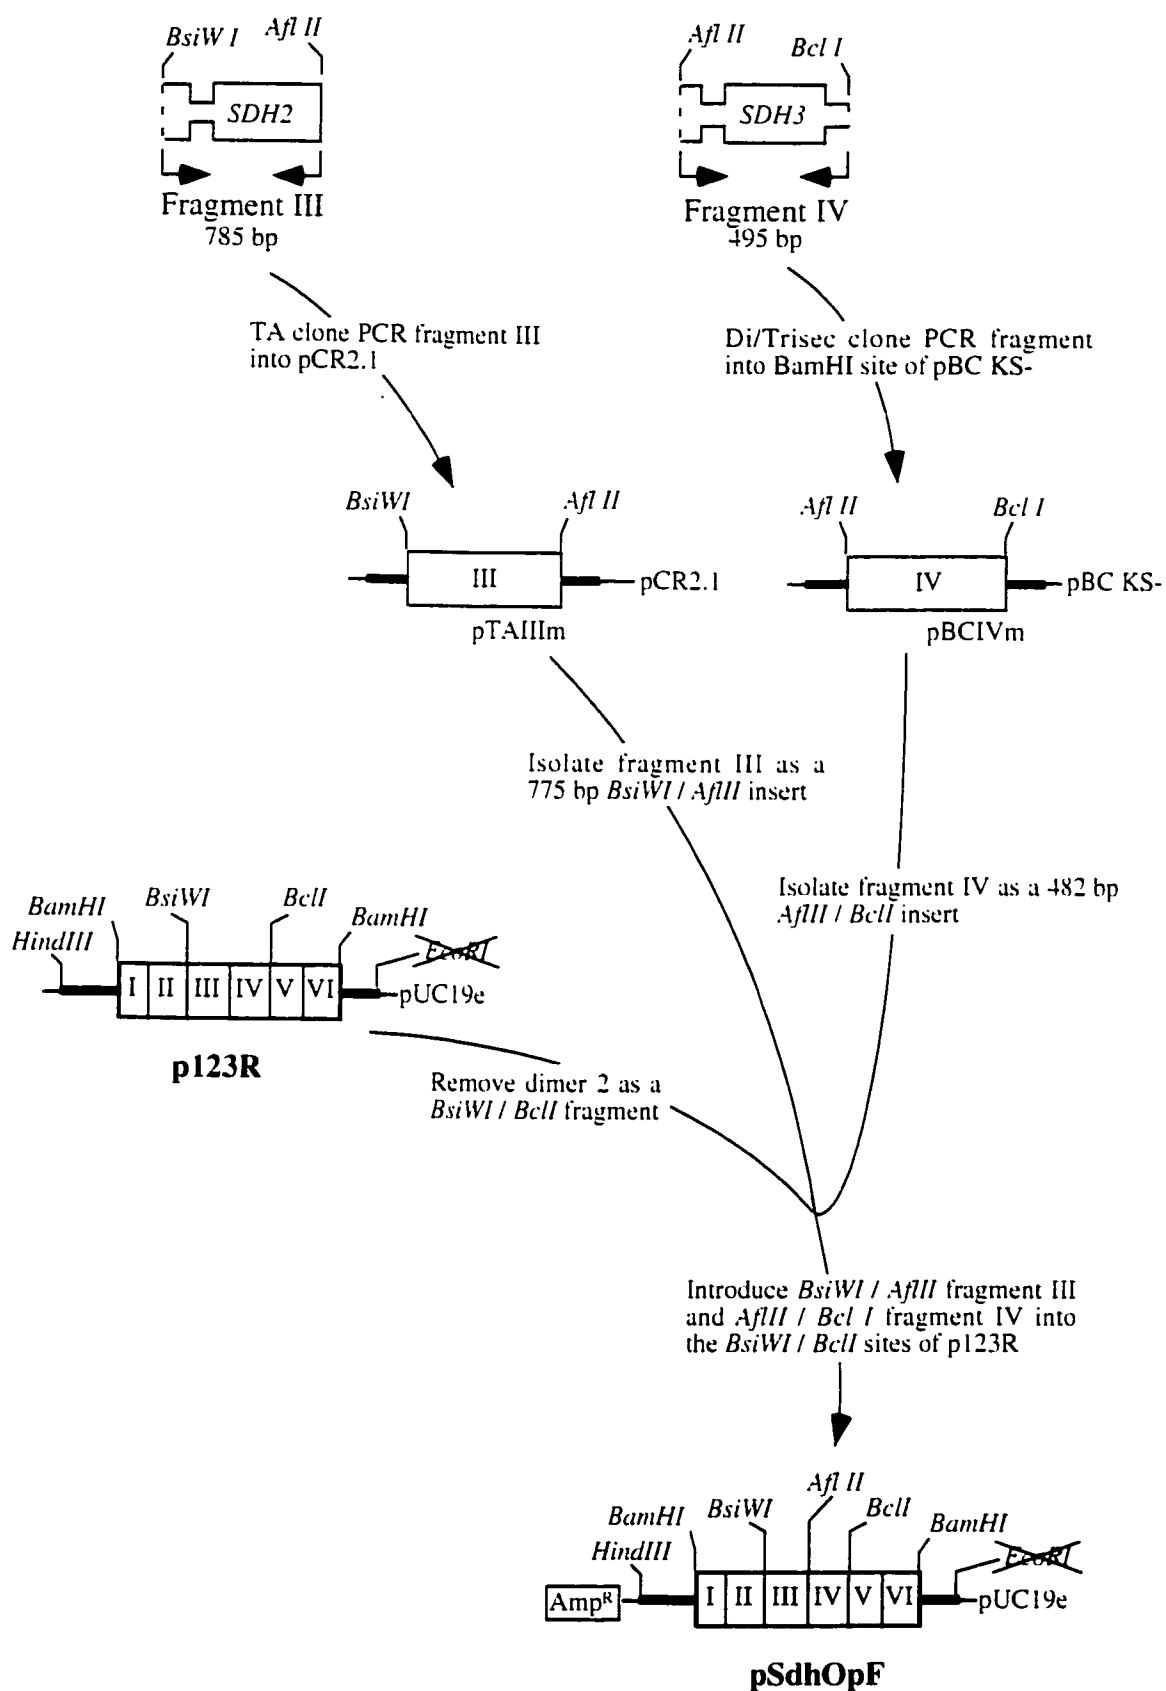 BsiW I Afl II
SDH2
Fragment III
785 bp
Afl II Bcl I
SDH3
Fragment IV
495 bp
TA clone PCR fragment III
into pCR2.1
Di/Trisec clone PCR fragment
into BamHI site of pBC KS-
BsiWI Afl II
III
pCR2.1
pTAIIIm
Afl II Bcl I
IV
pBC KS-
pBCIVm
Isolate fragment III as a
775 bp BsiWI / AflII insert
Isolate fragment IV as a 482 bp
AflII / BclI insert
BamHI BsiWI BclI BamHI
HindIII EcoRI
I II III IV V VI
pUC19e
p123R
Remove dimer 2 as a
BsiWI / BclI fragment
Introduce BsiWI / AflII fragment III
and AflII / Bcl I fragment IV into
the BsiWI / BclI sites of p123R
Afl II
BamHI BsiWI BclI BamHI
HindIII EcoRI
AmpR I II III IV V VI
pUC19e
pSdhOpF